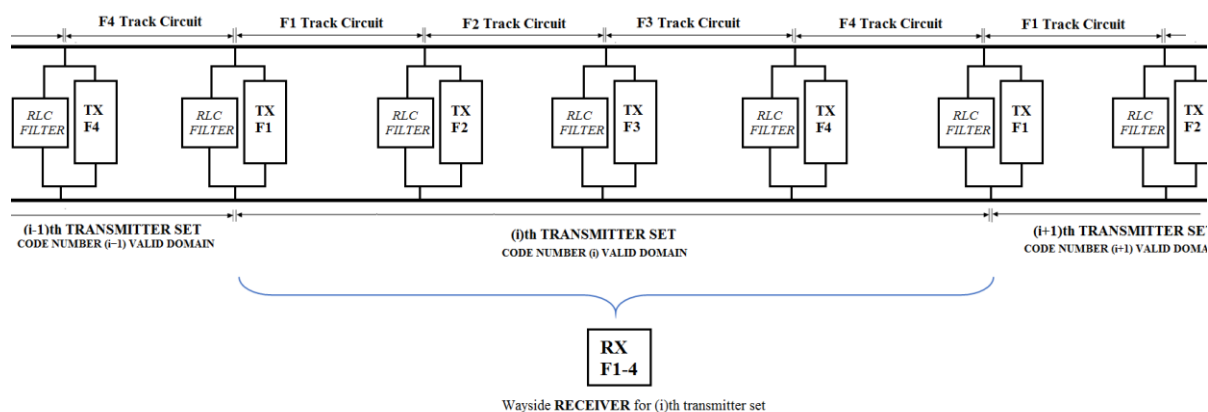 F4 Track Circuit
F1 Track Circuit
F2 Track Circuit
F3 Track Circuit
F4 Track Circuit
F1 Track Circuit
RLC
FILTER
TX
F4
RLC
FILTER
TX
F1
RLC
FILTER
TX
F2
RLC
FILTER
TX
F3
RLC
FILTER
TX
F4
RLC
FILTER
TX
F1
RLC
FILTER
TX
F2
(i-1)th TRANSMITTER SET
CODE NUMBER (i−1) VALID DOMAIN
(i)th TRANSMITTER SET
CODE NUMBER (i) VALID DOMAIN
(i+1)th TRANSMITTER SET
CODE NUMBER (i+1) VALID DOMA
RX
F1-4
Wayside RECEIVER for (i)th transmitter set